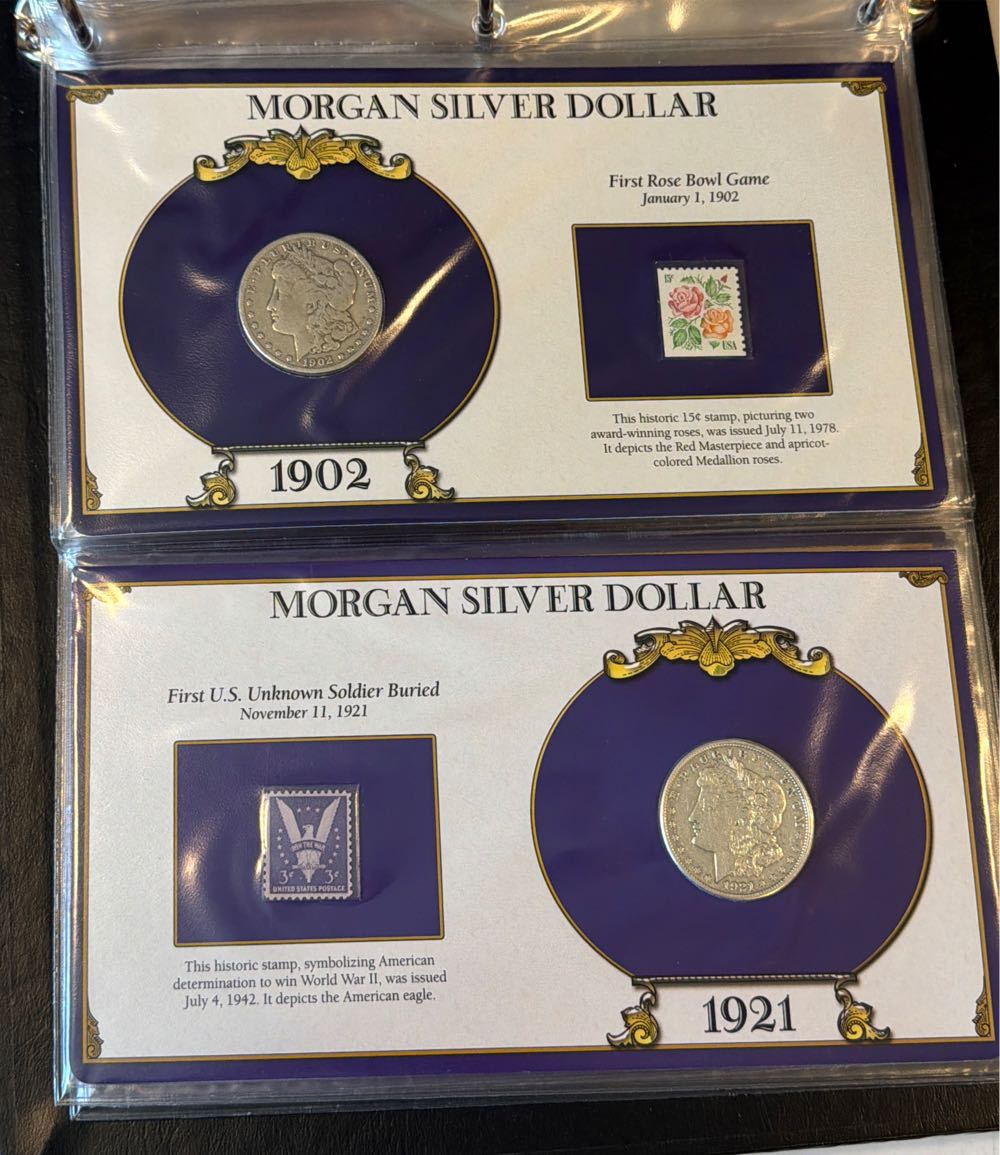 MORGAN SILVER DOLLAR
First Rose Bowl Game
January 1, 1902
E·PLURIBUS·UNUM
1902
15¢
USA
This historic 15¢ stamp, picturing two
award-winning roses, was issued July 11, 1978.
It depicts the Red Masterpiece and apricot-
colored Medallion roses.
1902
MORGAN SILVER DOLLAR
First U.S. Unknown Soldier Buried
November 11, 1921
WIN THE WAR
3¢ 3¢
UNITED STATES POSTAGE
1921
This historic stamp, symbolizing American
determination to win World War II, was issued
July 4, 1942. It depicts the American eagle.
1921